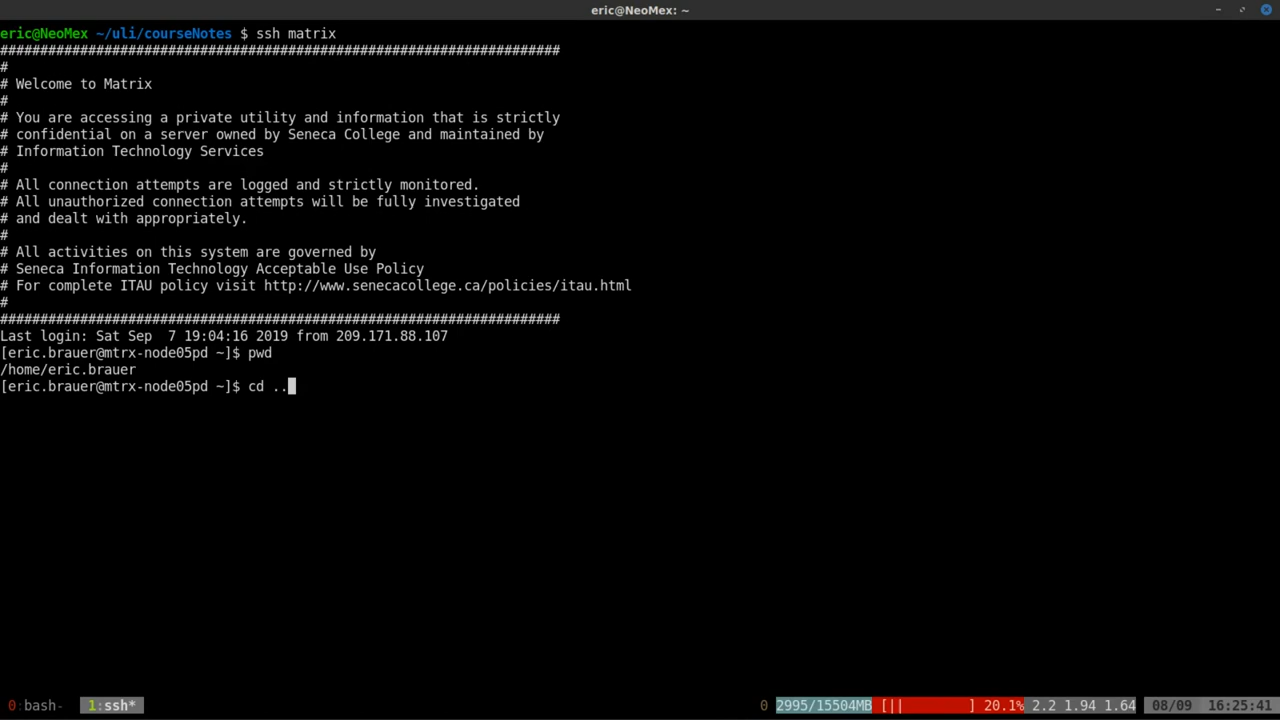 eric@NeoMex: ~
eric@NeoMex ~/uli/courseNotes $ ssh matrix
######################################################################
#
# Welcome to Matrix
#
# You are accessing a private utility and information that is strictly
# confidential on a server owned by Seneca College and maintained by
# Information Technology Services
#
# All connection attempts are logged and strictly monitored.
# All unauthorized connection attempts will be fully investigated
# and dealt with appropriately.
#
# All activities on this system are governed by
# Seneca Information Technology Acceptable Use Policy
# For complete ITAU policy visit http://www.senecacollege.ca/policies/itau.html
#
######################################################################
Last login: Sat Sep  7 19:04:16 2019 from 209.171.88.107
[eric.brauer@mtrx-node05pd ~]$ pwd
/home/eric.brauer
[eric.brauer@mtrx-node05pd ~]$ cd ..
0:bash- 1:ssh* 0 2995/15504MB [||        ] 20.1% 2.2 1.94 1.64 08/09 16:25:41